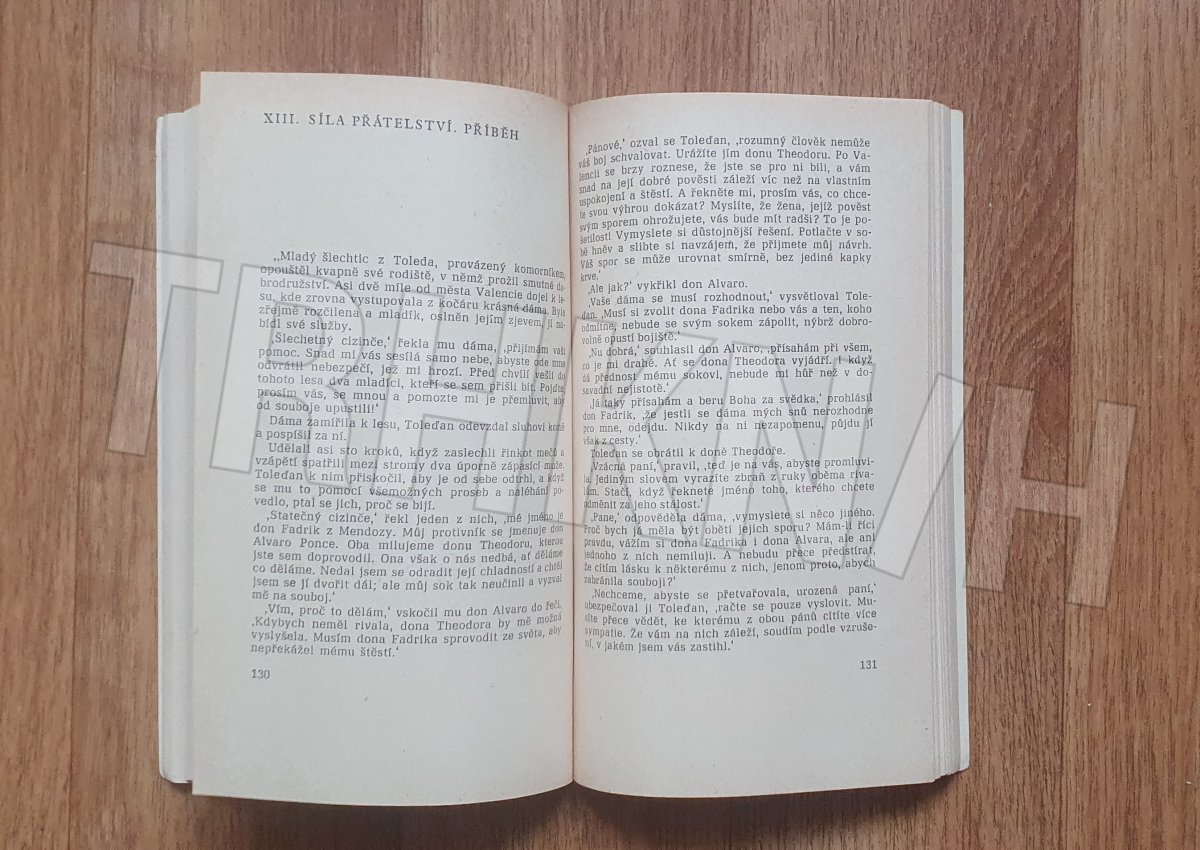 XIII. SÍLA PŘÁTELSTVÍ. PŘÍBĚH
„Mladý šlechtic z Toleda, provázený komorníkem,
opouštěl kvapně své rodiště, v němž prožil smutné do-
brodružství. Asi dvě míle od města Valencie dojel k le-
su, kde zrovna vystupovala z kočáru krásná dáma. Byla
zřejmě rozčilena a mladík, oslněn jejím zjevem, jí na-
bídl své služby.
‚Šlechetný cizinče,‘ řekla mu dáma, ‚přijímám vaši
pomoc. Snad mi vás sesílá samo nebe, abyste ode mne
odvrátil nebezpečí, jež mi hrozí. Před chvílí vešli do
tohoto lesa dva mladíci, kteří se sem přišli bít. Pojďte,
prosím vás, se mnou a pomozte mi je přemluvit, aby
od souboje upustili!‘
Dáma zamířila k lesu, Toleďan odevzdal sluhovi koně
a pospíšil za ní.
Udělali asi sto kroků, když zaslechli řinkot mečů a
vzápětí spatřil mezi stromy dva úporně zápasící muže.
Toleďan k nim přiskočil, aby je od sebe odtrhl, a když
se mu to pomocí všemožných proseb a naléhání po-
vedlo, ptal se jich, proč se bijí.
‚Statečný cizinče,‘ řekl jeden z nich, ‚mé jméno je
don Fadrik z Mendozy. Můj protivník se jmenuje don
Alvaro Ponce. Oba milujeme donu Theodoru, kterou
jste sem doprovodil. Ona však o nás nedbá, ať děláme
co děláme. Nedal jsem se odradit její chladností a chtěl
jsem se jí dvořit dál; ale můj sok tak neučinil a vyzval
mě na souboj.‘
‚Vím, proč to dělám,‘ vskočil mu don Alvaro do řeči,
‚Kdybych neměl rivala, dona Theodora by mě možná
vyslyšela. Musím dona Fadrika sprovodit ze světa, aby
nepřekážel mému štěstí.‘
130
‚Pánové,‘ ozval se Toleďan, ‚rozumný člověk nemůže
váš boj schvalovat. Urážíte jím donu Theodoru. Po Va-
lencii se brzy roznese, že jste se pro ni bili, a vám
snad na její dobré pověsti záleží víc než na vlastním
uspokojení a štěstí. A řekněte mi, prosím vás, co chce-
te svou výhrou dokázat? Myslíte, že žena, jejíž pověst
svým sporem ohrožujete, vás bude mít radši? To je po-
šetilost! Vymyslete si důstojnější řešení. Potlačte v so-
bě hněv a slibte si navzájem, že přijmete můj návrh.
Váš spor se může urovnat smírně, bez jediné kapky
krve.‘
‚Ale jak?‘ vykřikl don Alvaro.
‚Vaše dáma se musí rozhodnout,‘ vysvětloval Tole-
ďan. ‚Musí si zvolit dona Fadrika nebo vás a ten, koho
odmítne, nebude se svým sokem zápolit, nýbrž dobro-
volně opustí bojiště.‘
‚Nu dobrá,‘ souhlasil don Alvaro, ‚přísahám při všem,
co je mi drahé. Ať se dona Theodora vyjádří. I když
dá přednost mému sokovi, nebude mi hůř než v do-
savadní nejistotě.‘
‚Já taky přísahám a beru Boha za svědka,‘ prohlásil
don Fadrik, ‚že jestli se dáma mých snů nerozhodne
pro mne, odejdu. Nikdy na ni nezapomenu, půjdu jí
však z cesty.‘
Toleďan se obrátil k doně Theodoře.
‚Vzácná paní,‘ pravil, ‚teď je na vás, abyste promluvi-
la. Jediným slovem vyrazíte zbraň z ruky oběma riva-
lům. Stačí, když řeknete jméno toho, kterého chcete
odměnit za jeho stálost.‘
‚Pane,‘ odpověděla dáma, ‚vymyslete si něco jiného.
Proč bych já měla být obětí jejich sporu? Mám-li říci
pravdu, vážím si dona Fadrika i dona Alvara, ale ani
jednoho z nich nemiluji. A nebudu přece předstírat,
že cítím lásku k některému z nich, jenom proto, abych
zabránila souboji?‘
‚Nechceme, abyste se přetvařovala, urozená paní,‘
ubezpečoval ji Toleďan, ‚račte se pouze vyslovit. Mu-
síte přece vědět, ke kterému z obou pánů cítíte více
sympatie. Že vám na nich záleží, soudím podle vzruše-
ní, v jakém jsem vás zastihl.‘
131
TRHKNIH